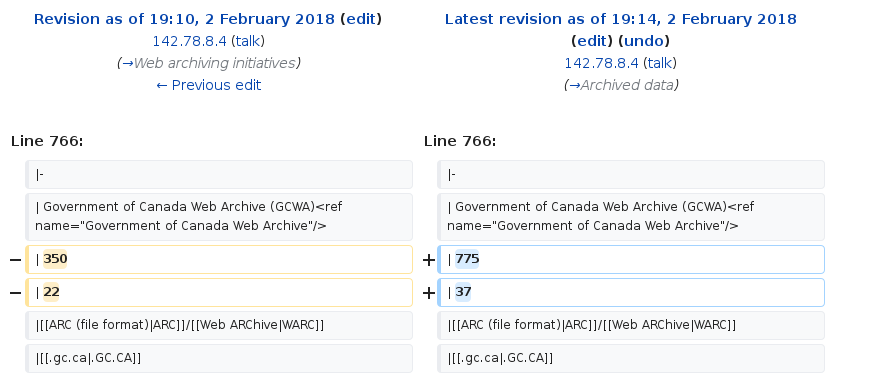 Revision as of 19:10, 2 February 2018 (edit)
142.78.8.4 (talk)
(→Web archiving initiatives)
← Previous edit
Latest revision as of 19:14, 2 February 2018
(edit) (undo)
142.78.8.4 (talk)
(→Archived data)
Line 766:
Line 766:
|-
|-
| Government of Canada Web Archive (GCWA)<ref
name="Government of Canada Web Archive"/>
| Government of Canada Web Archive (GCWA)<ref
name="Government of Canada Web Archive"/>
− | 350
+ | 775
− | 22
+ | 37
|[[ARC (file format)|ARC]]/[[Web ARChive|WARC]]
|[[ARC (file format)|ARC]]/[[Web ARChive|WARC]]
|[[.gc.ca|.GC.CA]]
|[[.gc.ca|.GC.CA]]